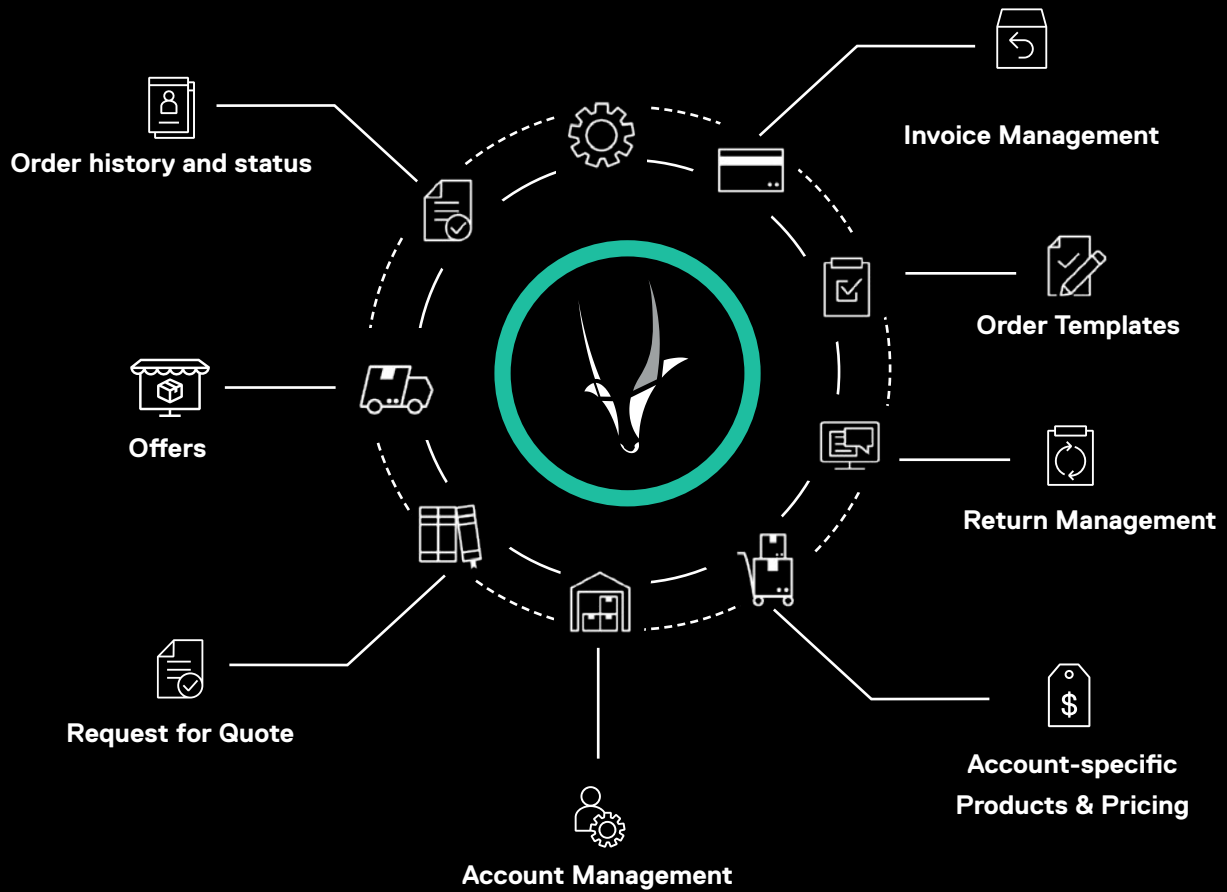 Invoice Management
Order history and status
Order Templates
Offers
Return Management
Request for Quote
$
Account-specific
Products & Pricing
Account Management